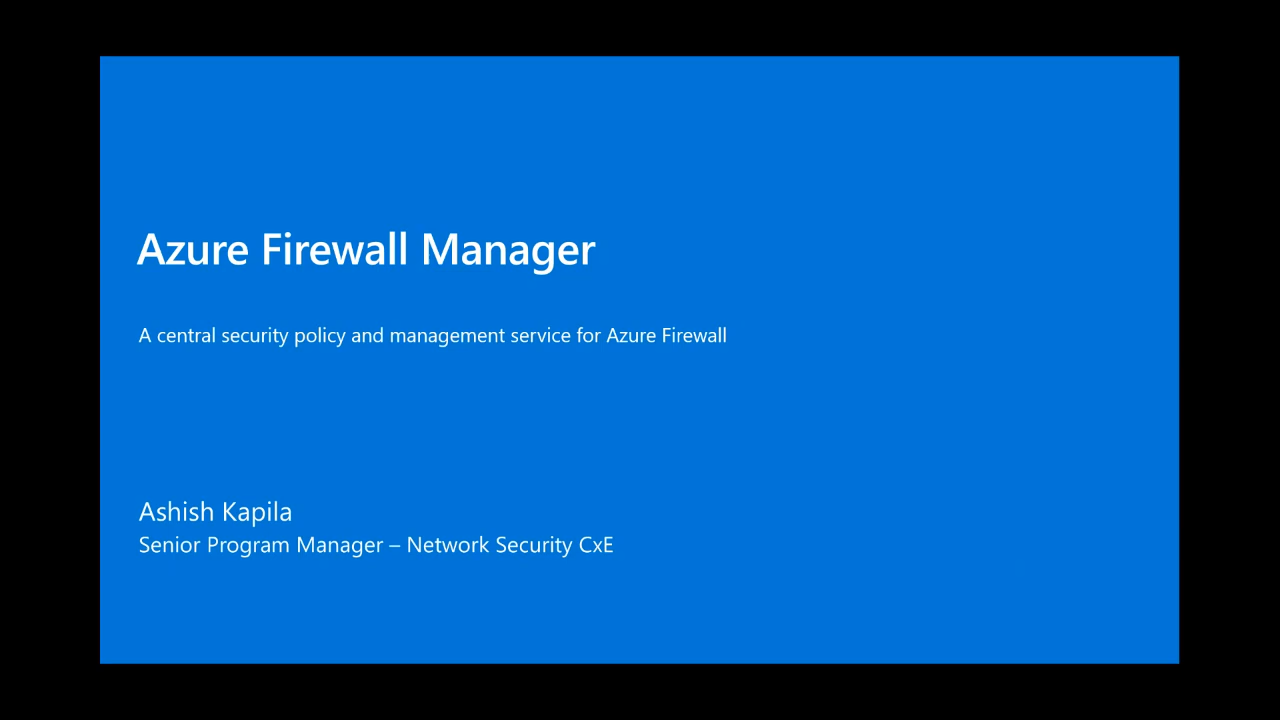 Azure Firewall Manager
A central security policy and management service for Azure Firewall
Ashish Kapila
Senior Program Manager – Network Security CxE